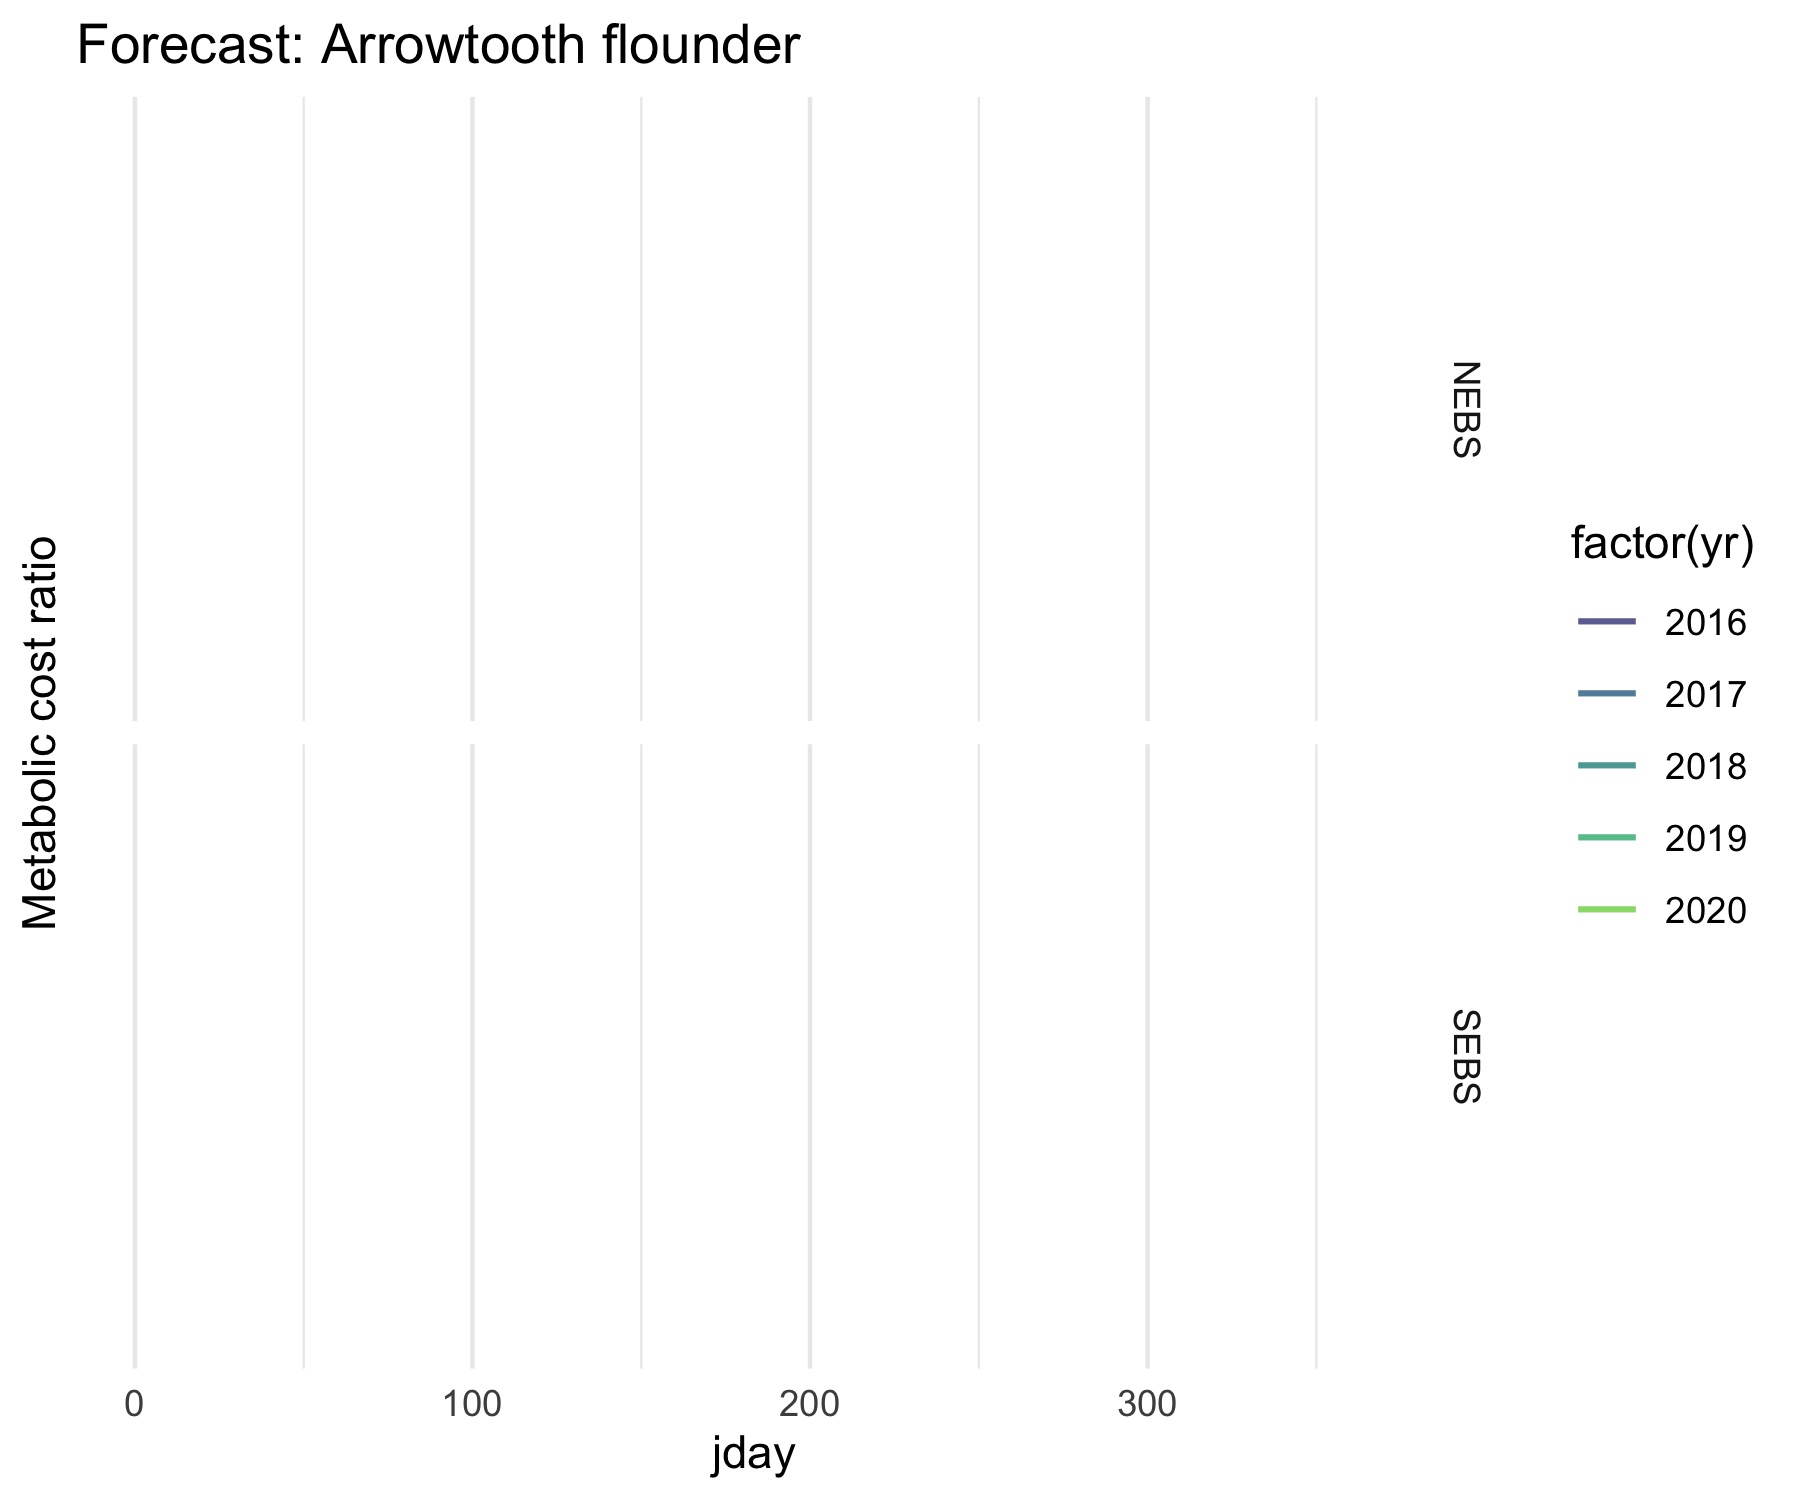 Forecast: Arrowtooth flounder
Metabolic cost ratio
NEBS
SEBS
factor(yr)
2016
2017
2018
2019
2020
0 100 200 300
jday